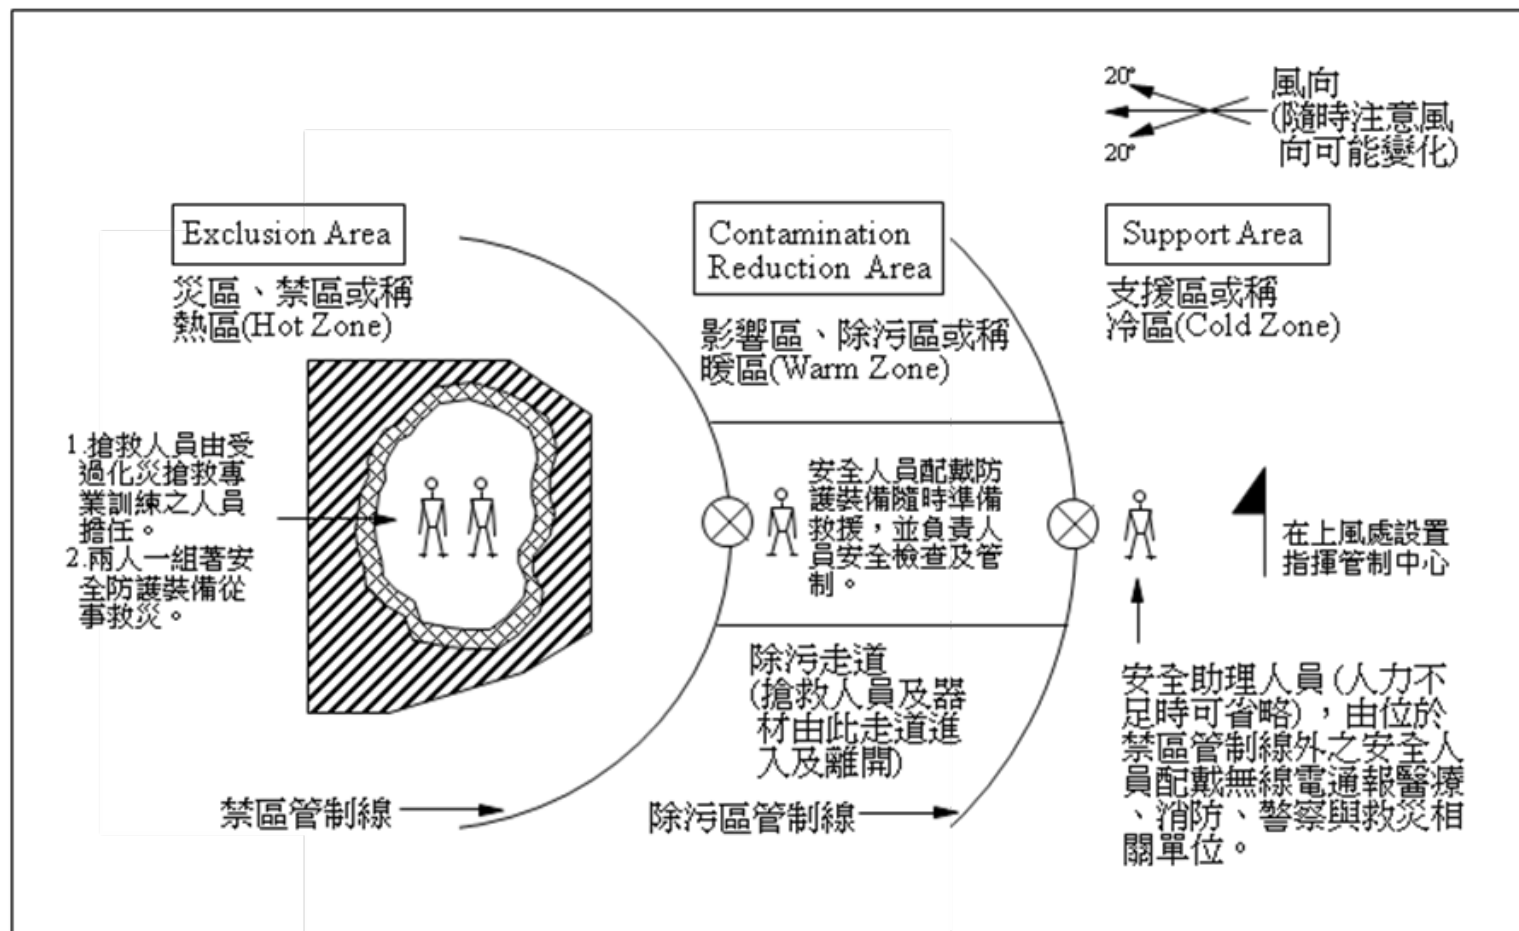 20°
20°
風向
(隨時注意風
向可能變化)
Exclusion Area
災區、禁區或稱
熱區(Hot Zone)
Contamination
Reduction Area
影響區、除污區或稱
暖區(Warm Zone)
Support Area
支援區或稱
冷區(Cold Zone)
1.搶救人員由受
過化災搶救專
業訓練之人員
擔任。
2.兩人一組著安
全防護裝備從
事救災。
安全人員配戴防
護裝備隨時準備
救援，並負責人
員安全檢查及管
制。
在上風處設置
指揮管制中心
除污走道
(搶救人員及器
材由此走道進
入及離開)
安全助理人員(人力不
足時可省略)，由位於
禁區管制線外之安全人
員配戴無線電通報醫療
、消防、警察與救災相
關單位。
禁區管制線
除污區管制線